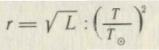 r = √L : (T/T⊙)²